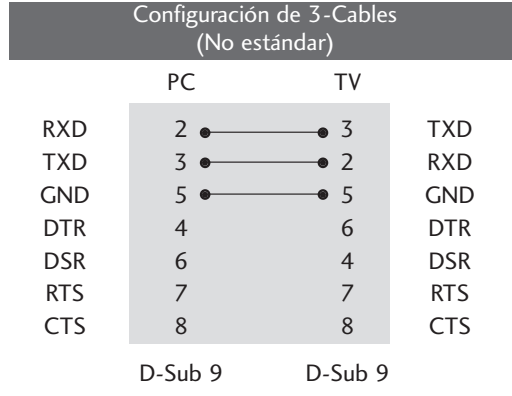 Configuración de 3-Cables
(No estándar)
PC TV
RXD 2 3 TXD
TXD 3 2 RXD
GND 5 5 GND
DTR 4 6 DTR
DSR 6 4 DSR
RTS 7 7 RTS
CTS 8 8 CTS
D-Sub 9 D-Sub 9